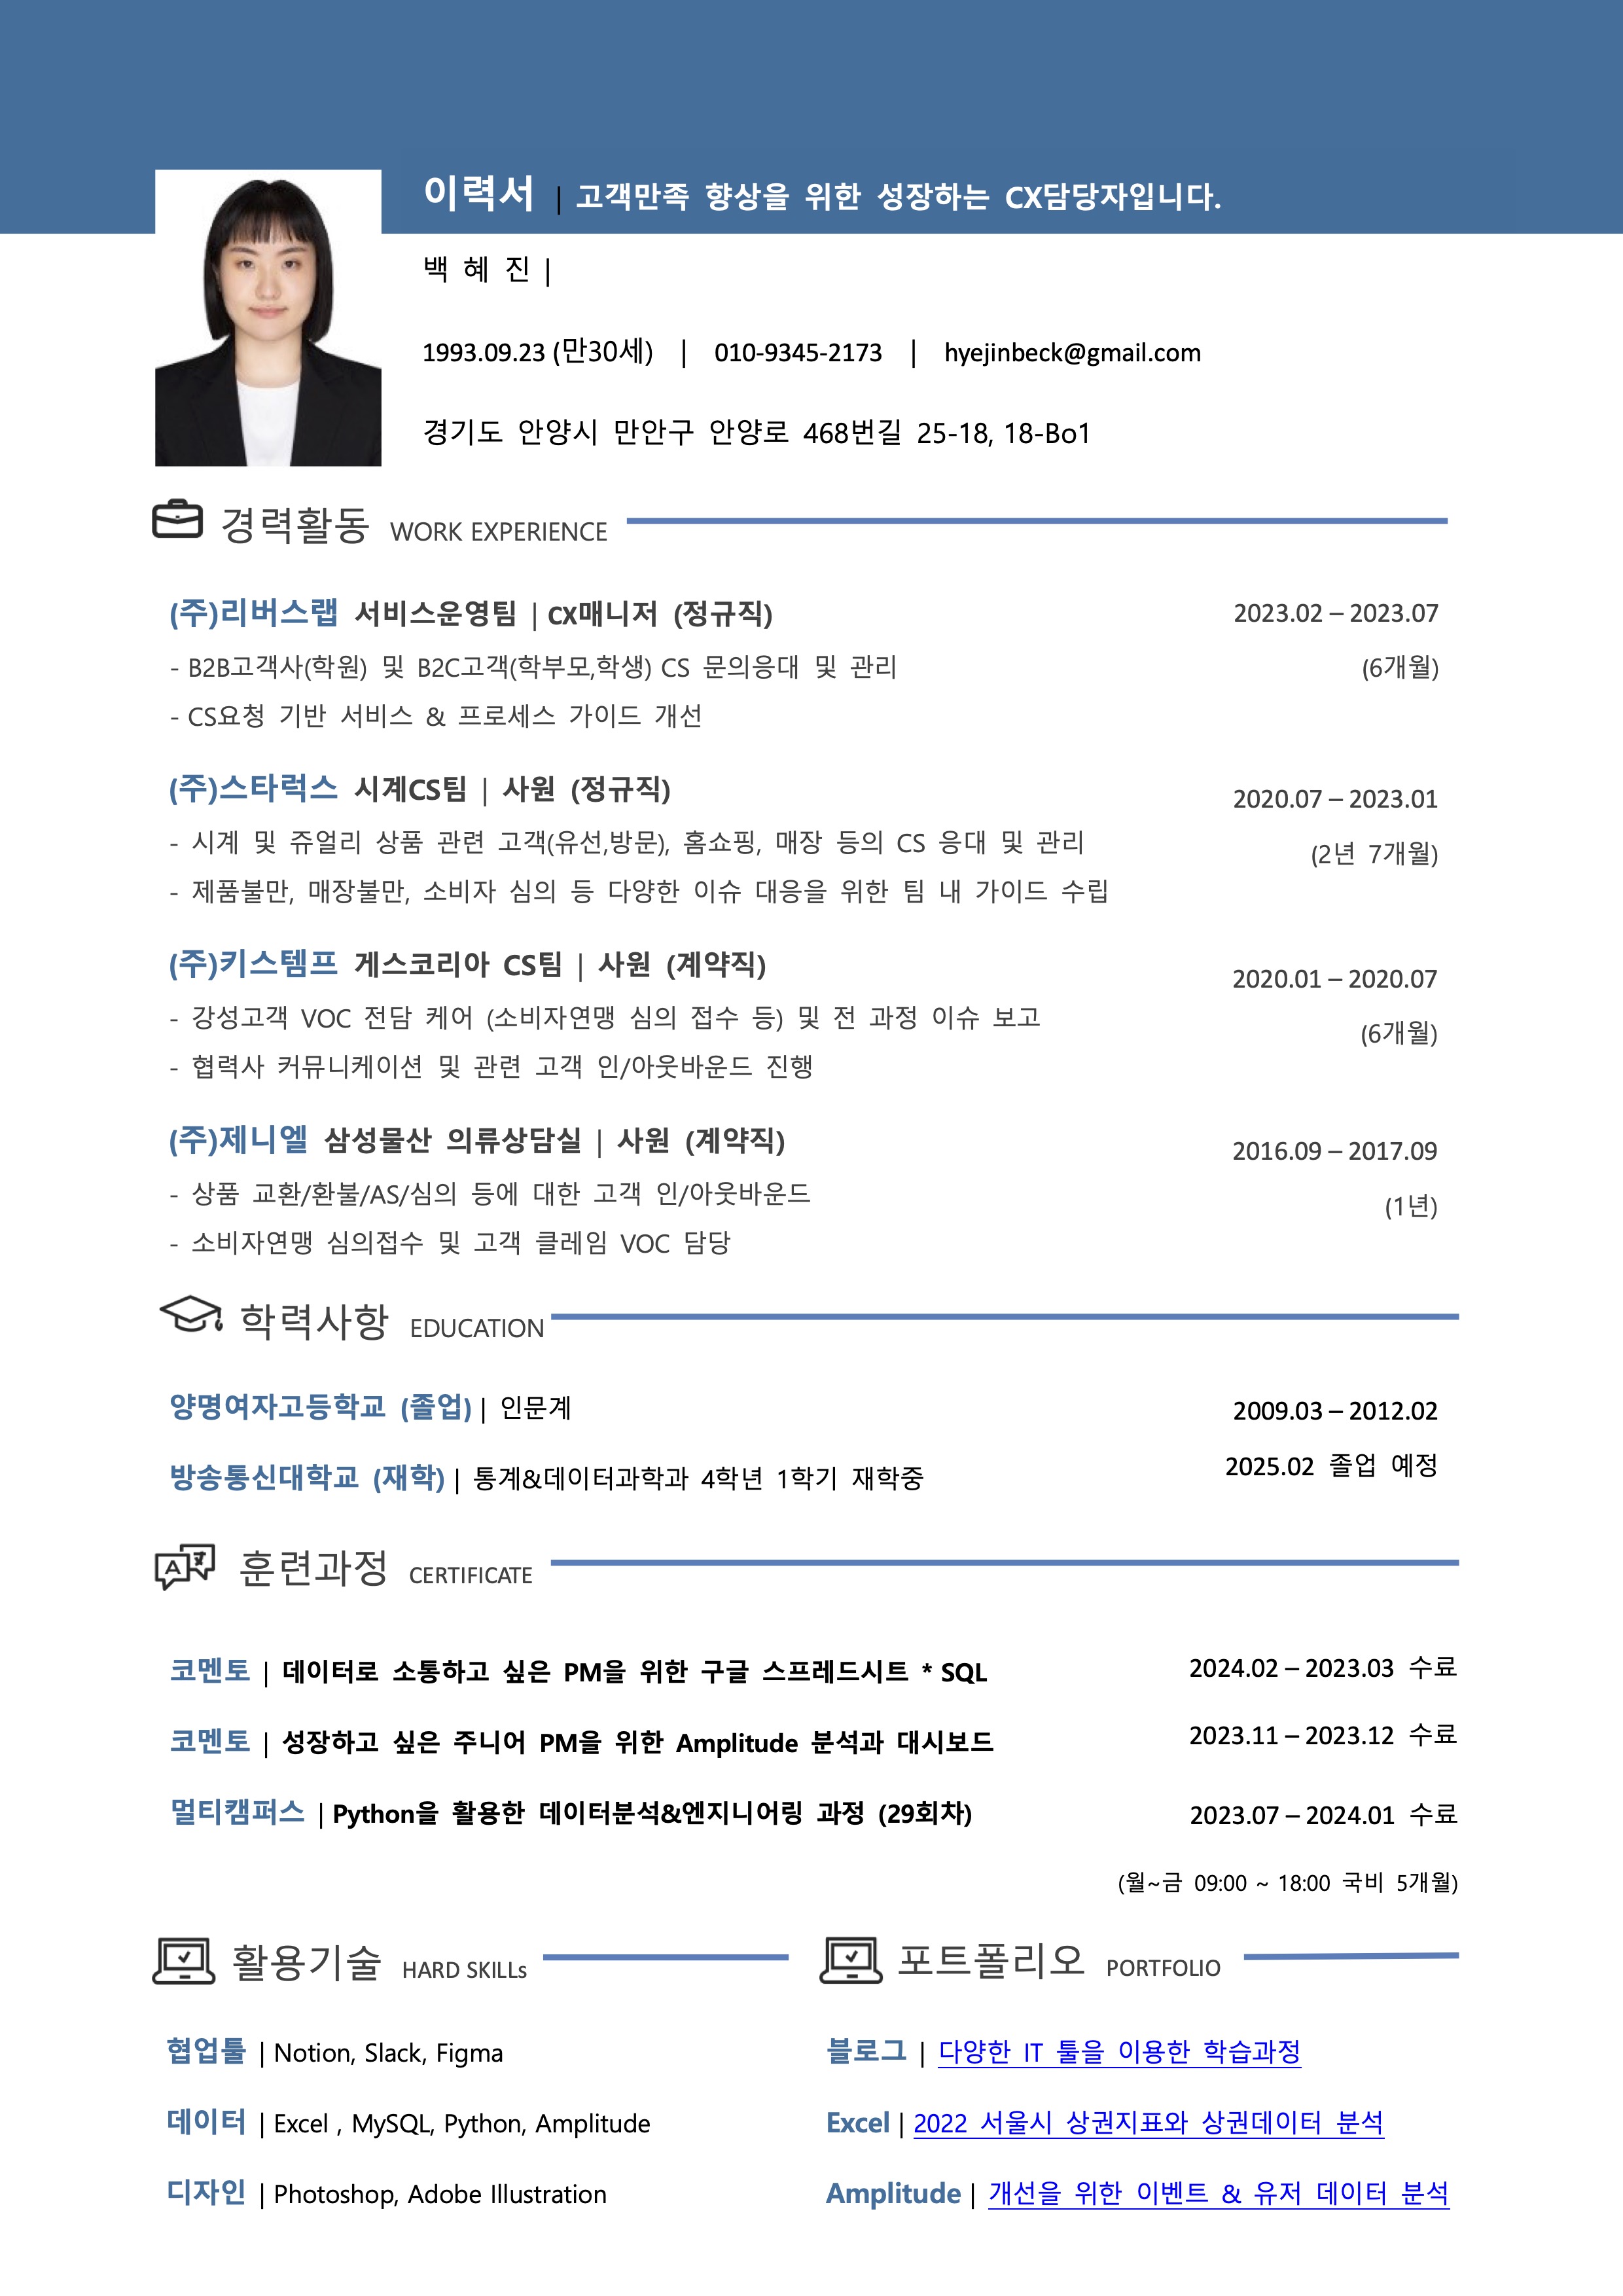 이력서 | 고객만족 향상을 위한 성장하는 CX담당자입니다.
백 혜 진 |
1993.09.23 (만30세) | 010-9345-2173 | hyejinbeck@gmail.com
경기도 안양시 만안구 안양로 468번길 25-18, 18-Bo1
경력활동 WORK EXPERIENCE
(주)리버스랩 서비스운영팀 | CX매니저 (정규직) 2023.02 – 2023.07
- B2B고객사(학원) 및 B2C고객(학부모,학생) CS 문의응대 및 관리 (6개월)
- CS요청 기반 서비스 & 프로세스 가이드 개선
(주)스타럭스 시계CS팀 | 사원 (정규직) 2020.07 – 2023.01
- 시계 및 쥬얼리 상품 관련 고객(유선,방문), 홈쇼핑, 매장 등의 CS 응대 및 관리 (2년 7개월)
- 제품불만, 매장불만, 소비자 심의 등 다양한 이슈 대응을 위한 팀 내 가이드 수립
(주)키스템프 게스코리아 CS팀 | 사원 (계약직) 2020.01 – 2020.07
- 강성고객 VOC 전담 케어 (소비자연맹 심의 접수 등) 및 전 과정 이슈 보고 (6개월)
- 협력사 커뮤니케이션 및 관련 고객 인/아웃바운드 진행
(주)제니엘 삼성물산 의류상담실 | 사원 (계약직) 2016.09 – 2017.09
- 상품 교환/환불/AS/심의 등에 대한 고객 인/아웃바운드 (1년)
- 소비자연맹 심의접수 및 고객 클레임 VOC 담당
학력사항 EDUCATION
양명여자고등학교 (졸업) | 인문계 2009.03 – 2012.02
방송통신대학교 (재학) | 통계&데이터과학과 4학년 1학기 재학중 2025.02 졸업 예정
훈련과정 CERTIFICATE
코멘토 | 데이터로 소통하고 싶은 PM을 위한 구글 스프레드시트 * SQL 2024.02 – 2023.03 수료
코멘토 | 성장하고 싶은 주니어 PM을 위한 Amplitude 분석과 대시보드 2023.11 – 2023.12 수료
멀티캠퍼스 | Python을 활용한 데이터분석&엔지니어링 과정 (29회차) 2023.07 – 2024.01 수료
(월~금 09:00 ~ 18:00 국비 5개월)
활용기술 HARD SKILLs
협업툴 | Notion, Slack, Figma
데이터 | Excel , MySQL, Python, Amplitude
디자인 | Photoshop, Adobe Illustration
포트폴리오 PORTFOLIO
블로그 | 다양한 IT 툴을 이용한 학습과정
Excel | 2022 서울시 상권지표와 상권데이터 분석
Amplitude | 개선을 위한 이벤트 & 유저 데이터 분석